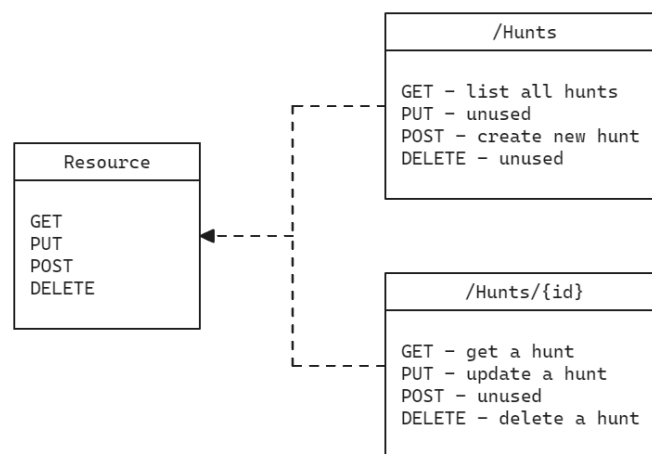 /Hunts
GET – list all hunts
PUT – unused
POST – create new hunt
DELETE – unused
Resource
GET
PUT
POST
DELETE
/Hunts/{id}
GET – get a hunt
PUT – update a hunt
POST – unused
DELETE – delete a hunt